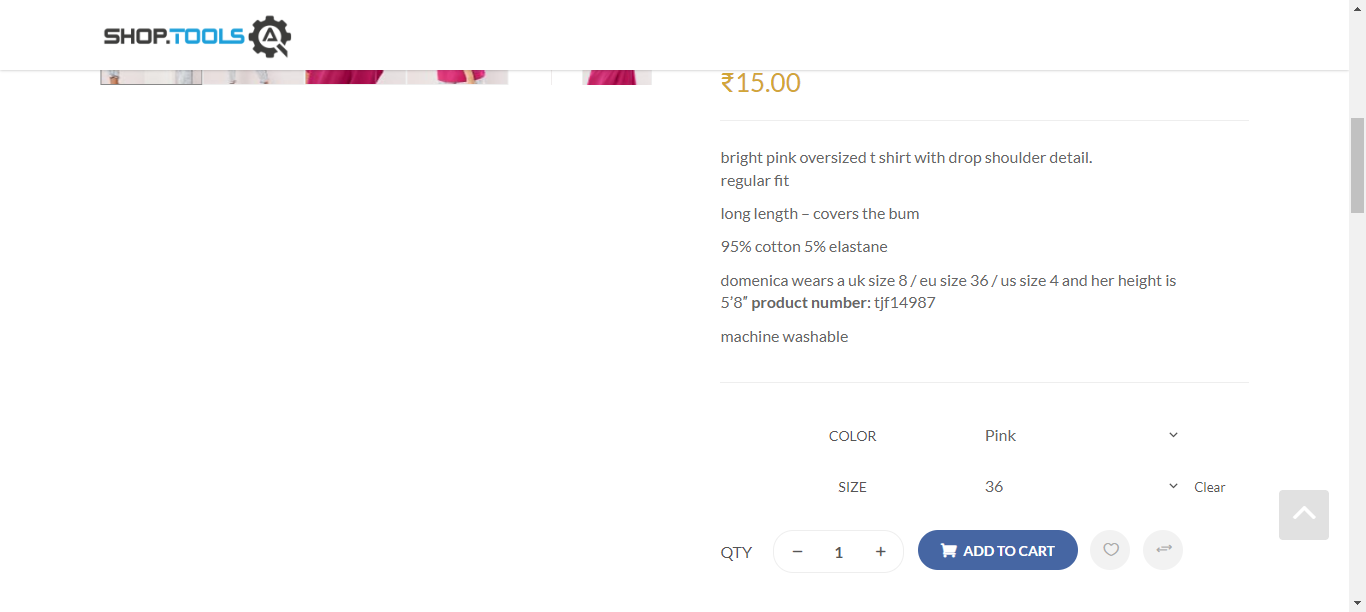 SHOP.TOOLS
₹15.00
bright pink oversized t shirt with drop shoulder detail.
regular fit
long length – covers the bum
95% cotton 5% elastane
domenica wears a uk size 8 / eu size 36 / us size 4 and her height is
5’8″ product number: tjf14987
machine washable
COLOR Pink
SIZE 36 Clear
QTY − 1 + ADD TO CART